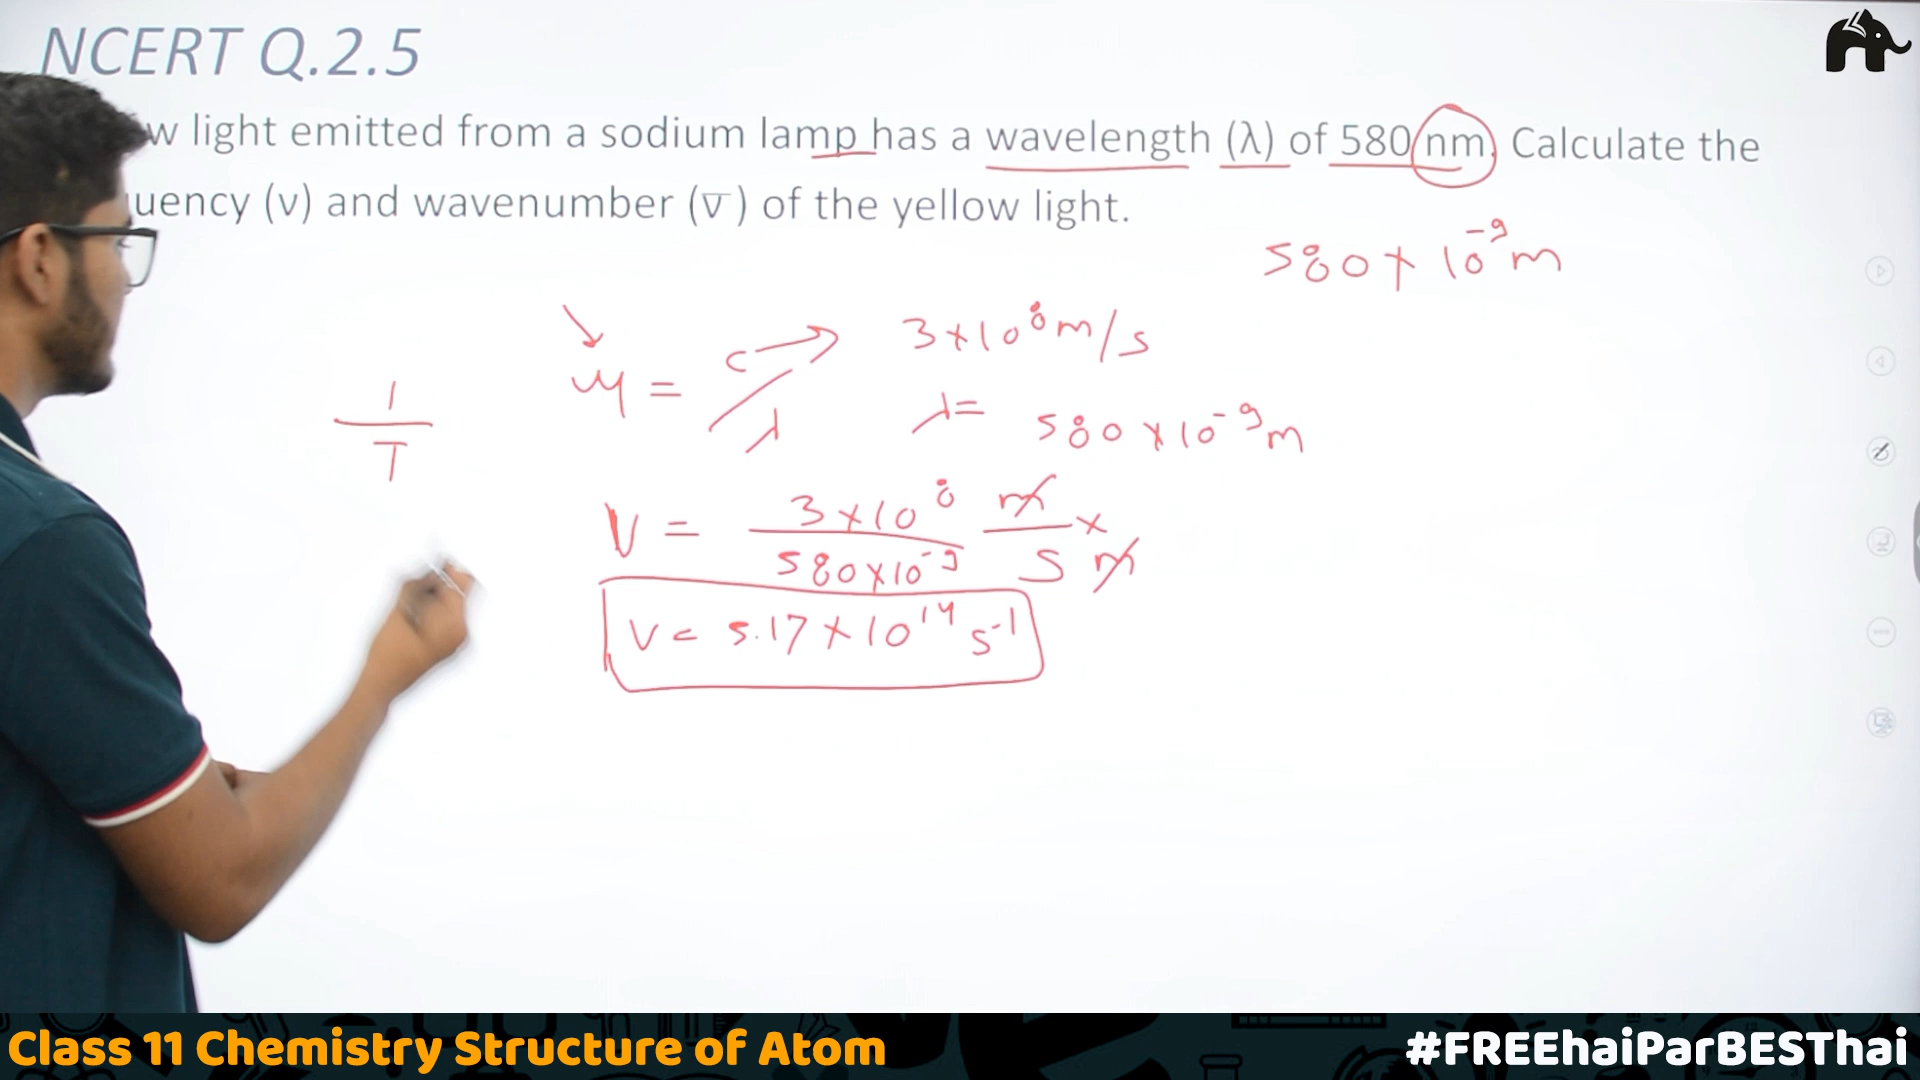 NCERT Q.2.5
w light emitted from a sodium lamp has a wavelength (λ) of 580 nm. Calculate the
uency (ν) and wavenumber (ν̅) of the yellow light.
580 × 10⁻⁹ m
ν = c/λ
3×10⁸ m/s
λ = 580×10⁻⁹ m
1/T
ν = 3×10⁸/580×10⁻⁹ m/s × m
ν = 5.17 × 10¹⁴ s⁻¹
Class 11 Chemistry Structure of Atom
#FREEhaiParBESThai